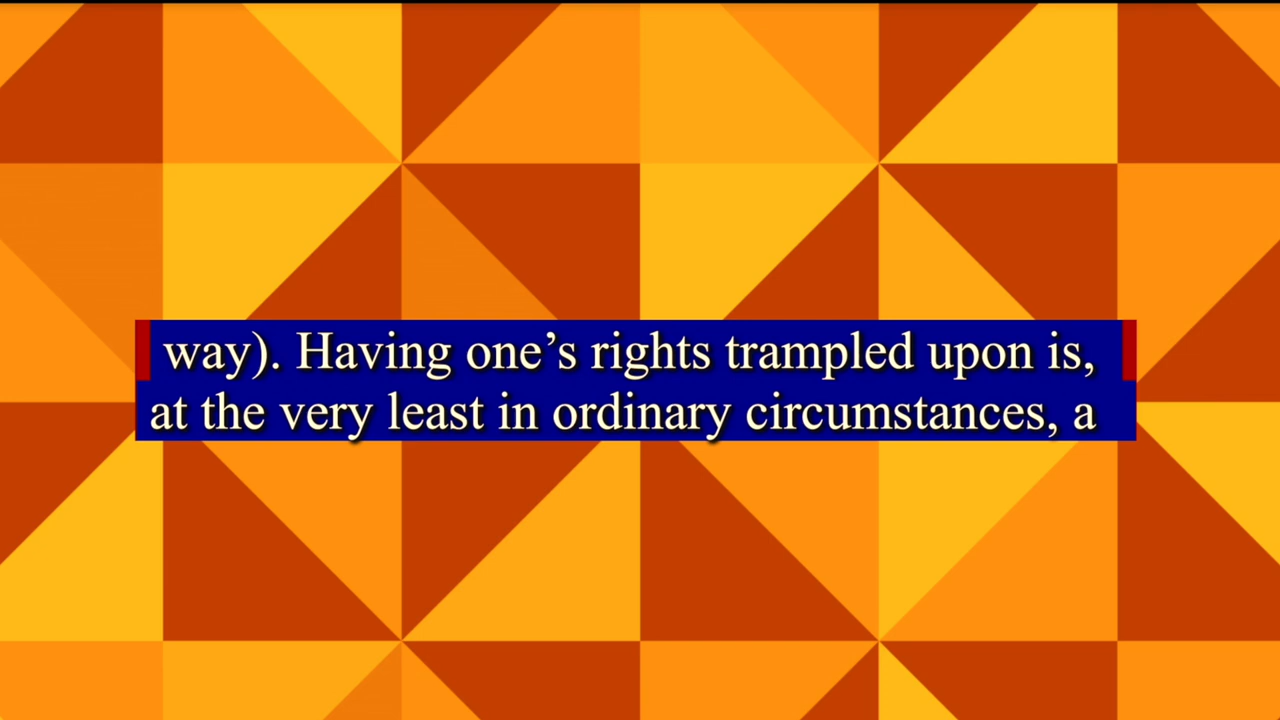 way). Having one’s rights trampled upon is,
at the very least in ordinary circumstances, a